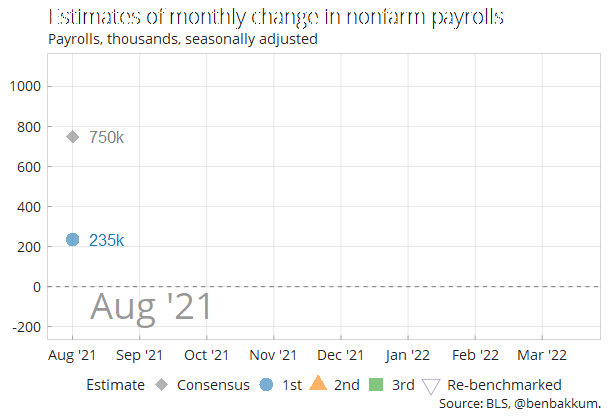 Estimates of monthly change in nonfarm payrolls
Payrolls, thousands, seasonally adjusted
1000
800
750k
600
400
235k
200
0
Aug '21
-200
Aug '21 Sep '21 Oct '21 Nov '21 Dec '21 Jan '22 Feb '22 Mar '22
Estimate Consensus 1st 2nd 3rd Re-benchmarked
Source: BLS, @benbakkum.